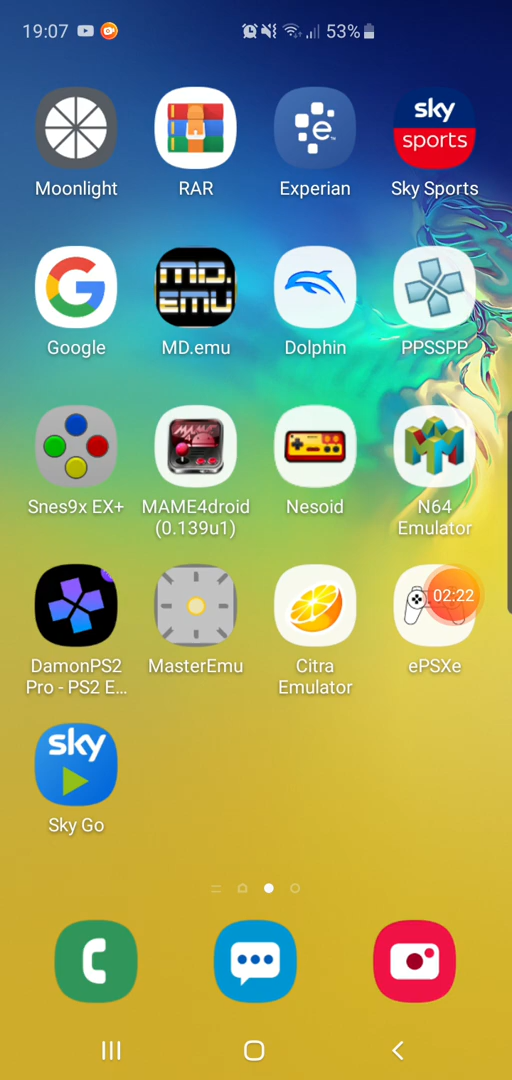 19:07 53%
Moonlight
RAR
e
Experian
sky
sports
Sky Sports
G
Google
MD.
EMU
MD.emu
Dolphin
PPSSPP
Snes9x EX+
MAME
MAME4droid
(0.139u1)
Nesoid
N64
Emulator
DamonPS2
Pro - PS2 E...
MasterEmu
Citra
Emulator
02:22
ePSXe
sky
Sky Go